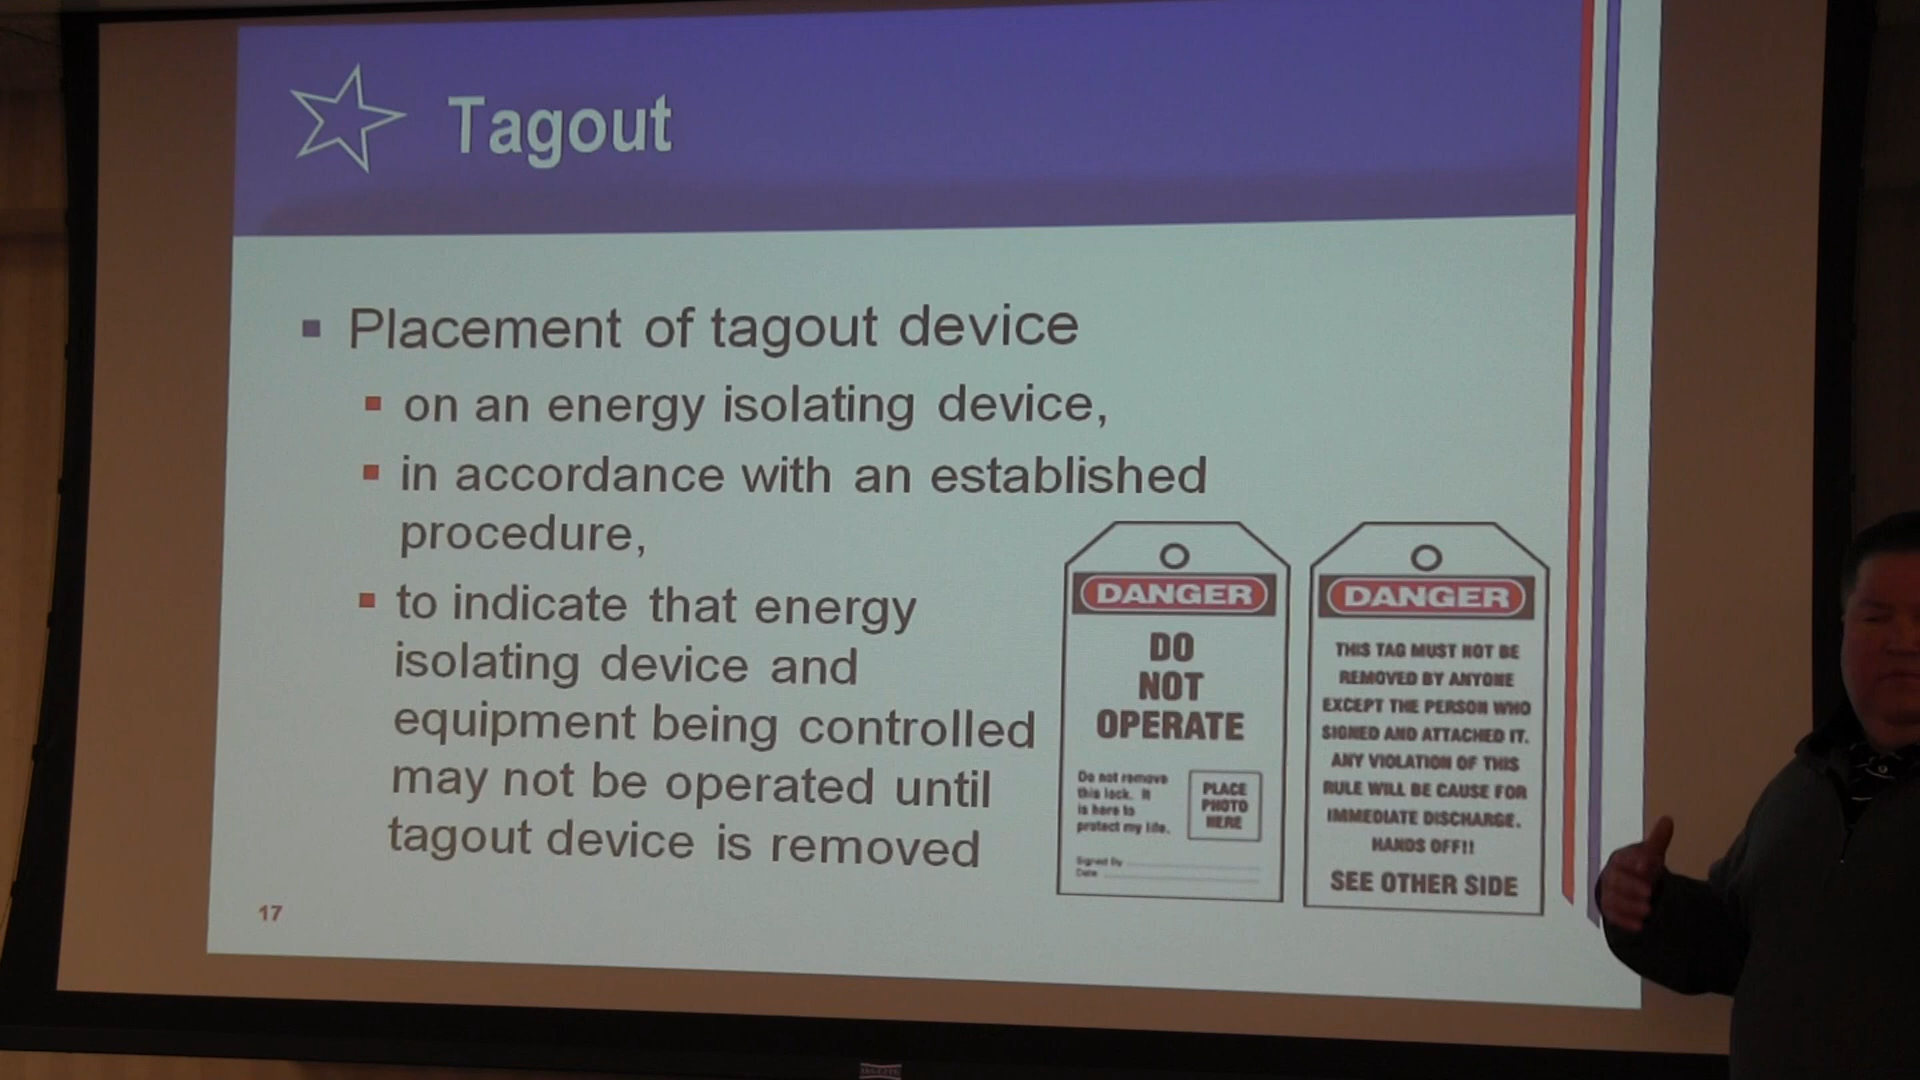 Tagout
Placement of tagout device
on an energy isolating device,
in accordance with an established
procedure,
to indicate that energy
isolating device and
equipment being controlled
may not be operated until
tagout device is removed
DANGER
DO
NOT
OPERATE
Do not remove
this lock. It
is here to
protect my life.
PLACE
PHOTO
HERE
Signed By
Date
DANGER
THIS TAG MUST NOT BE
REMOVED BY ANYONE
EXCEPT THE PERSON WHO
SIGNED AND ATTACHED IT.
ANY VIOLATION OF THIS
RULE WILL BE CAUSE FOR
IMMEDIATE DISCHARGE.
HANDS OFF!!
SEE OTHER SIDE
17